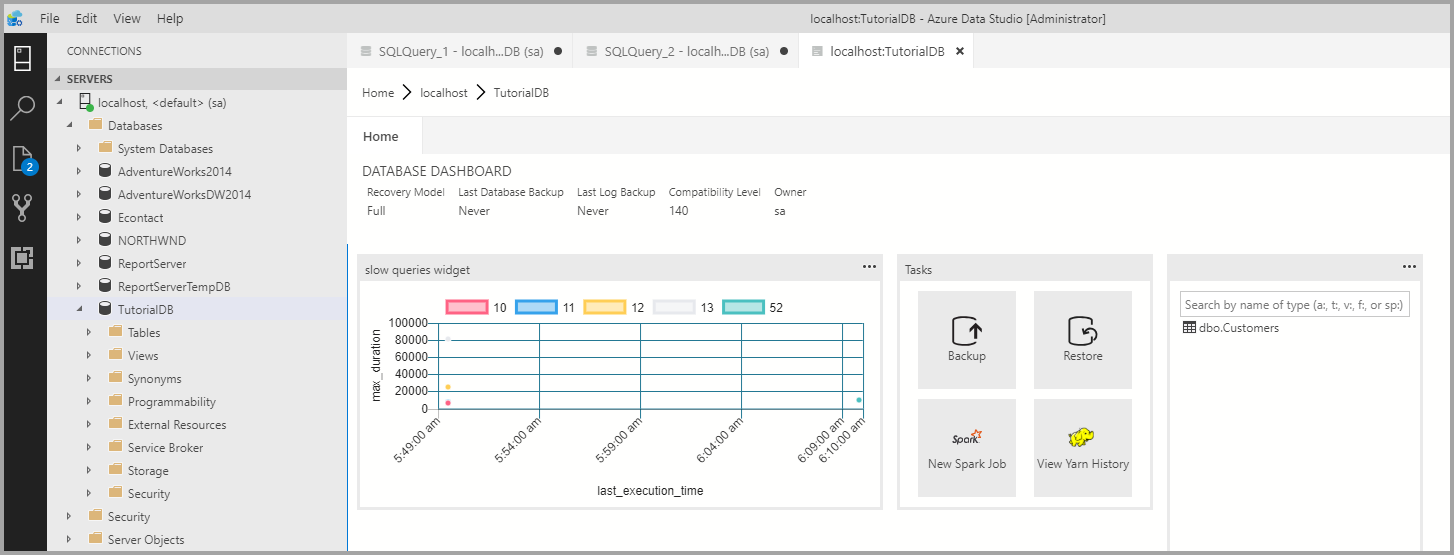 File Edit View Help
localhost:TutorialDB - Azure Data Studio [Administrator]
CONNECTIONS
SERVERS
localhost, <default> (sa)
Databases
System Databases
AdventureWorks2014
AdventureWorksDW2014
Econtact
NORTHWND
ReportServer
ReportServerTempDB
TutorialDB
Tables
Views
Synonyms
Programmability
External Resources
Service Broker
Storage
Security
Security
Server Objects
2
SQLQuery_1 - localh...DB (sa)
SQLQuery_2 - localh...DB (sa)
localhost:TutorialDB
Home localhost TutorialDB
Home
DATABASE DASHBOARD
Recovery Model Last Database Backup Last Log Backup Compatibility Level Owner
Full Never Never 140 sa
slow queries widget
10 11 12 13 52
max_duration
100000
80000
60000
40000
20000
0
5:49:00 am 5:54:00 am 5:59:00 am 6:04:00 am 6:09:00 am 6:10:00 am
last_execution_time
Tasks
Backup
Restore
Spark
New Spark Job
View Yarn History
Search by name of type (a:, t:, v:, f:, or sp:)
dbo.Customers